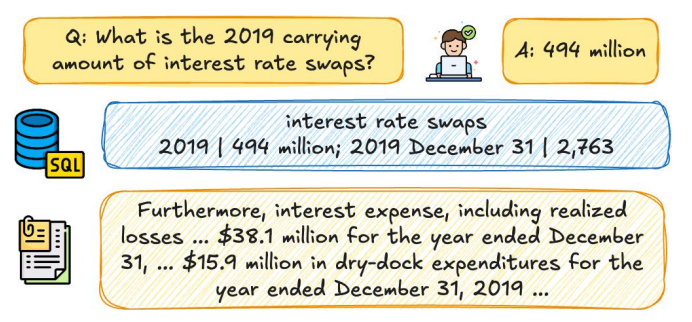 Q: What is the 2019 carrying
amount of interest rate swaps?
A: 494 million
interest rate swaps
2019 | 494 million; 2019 December 31 | 2,763
SQL
Furthermore, interest expense, including realized
losses ... $38.1 million for the year ended December
31, ... $15.9 million in dry-dock expenditures for the
year ended December 31, 2019 ...